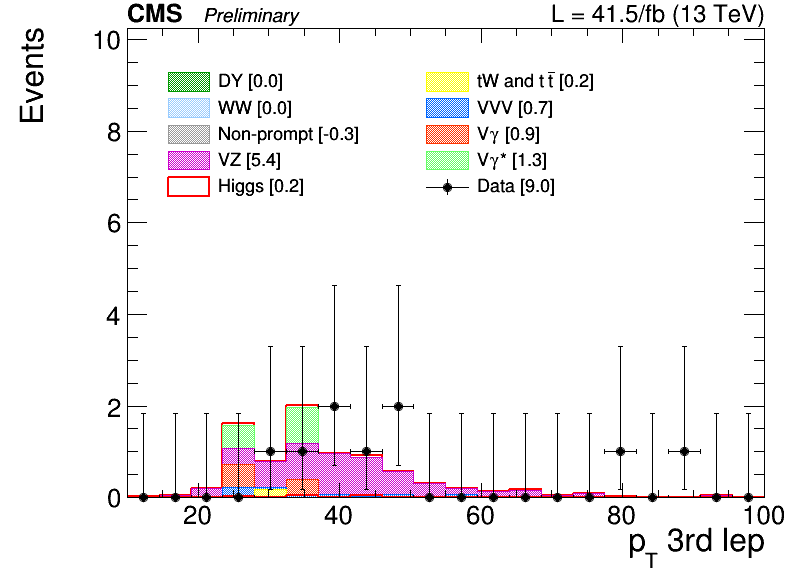 CMS Preliminary L = 41.5/fb (13 TeV)
Events
10
8
6
4
2
0
DY [0.0]
WW [0.0]
Non-prompt [-0.3]
VZ [5.4]
Higgs [0.2]
tW and tt̅ [0.2]
VVV [0.7]
Vγ [0.9]
Vγ* [1.3]
Data [9.0]
20 40 60 80 100
p_T 3rd lep